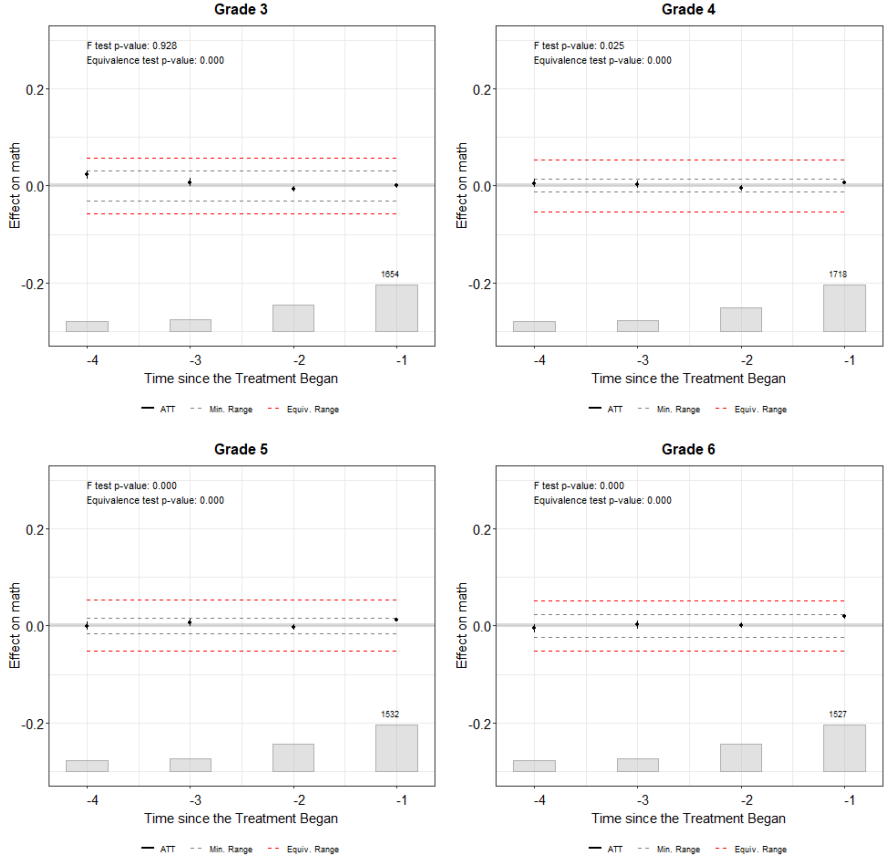 Grade 3
F test p-value: 0.928
Equivalence test p-value: 0.000
0.2
0.0
-0.2
Effect on math
1654
-4 -3 -2 -1
Time since the Treatment Began
ATT Min. Range Equiv. Range
Grade 4
F test p-value: 0.025
Equivalence test p-value: 0.000
0.2
0.0
-0.2
Effect on math
1718
-4 -3 -2 -1
Time since the Treatment Began
ATT Min. Range Equiv. Range
Grade 5
F test p-value: 0.000
Equivalence test p-value: 0.000
0.2
0.0
-0.2
Effect on math
1532
-4 -3 -2 -1
Time since the Treatment Began
ATT Min. Range Equiv. Range
Grade 6
F test p-value: 0.000
Equivalence test p-value: 0.000
0.2
0.0
-0.2
Effect on math
1527
-4 -3 -2 -1
Time since the Treatment Began
ATT Min. Range Equiv. Range